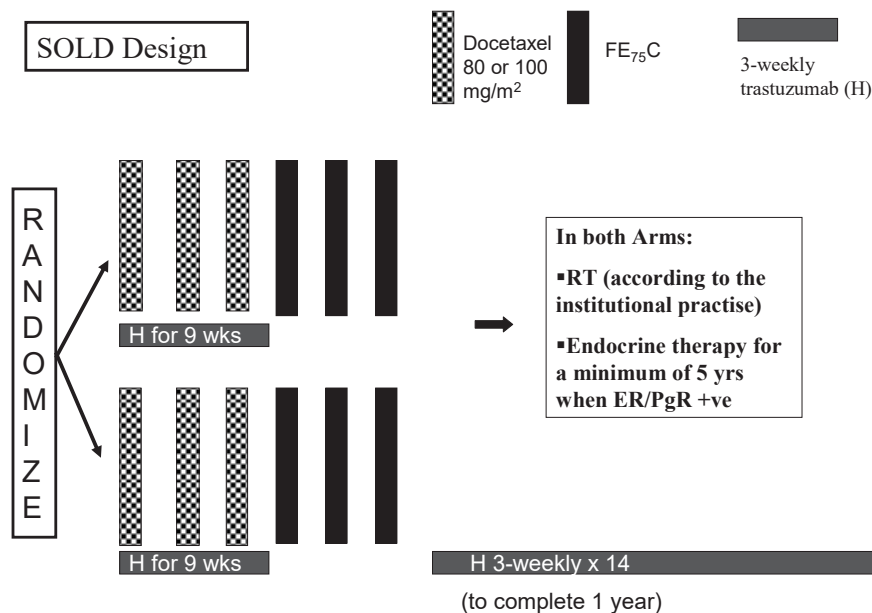 SOLD Design
Docetaxel
80 or 100
mg/m²
FE₇₅C
3-weekly
trastuzumab (H)
RANDOMIZE
H for 9 wks
In both Arms:
▪RT (according to the
institutional practise)
▪Endocrine therapy for
a minimum of 5 yrs
when ER/PgR +ve
H for 9 wks
H 3-weekly x 14
(to complete 1 year)